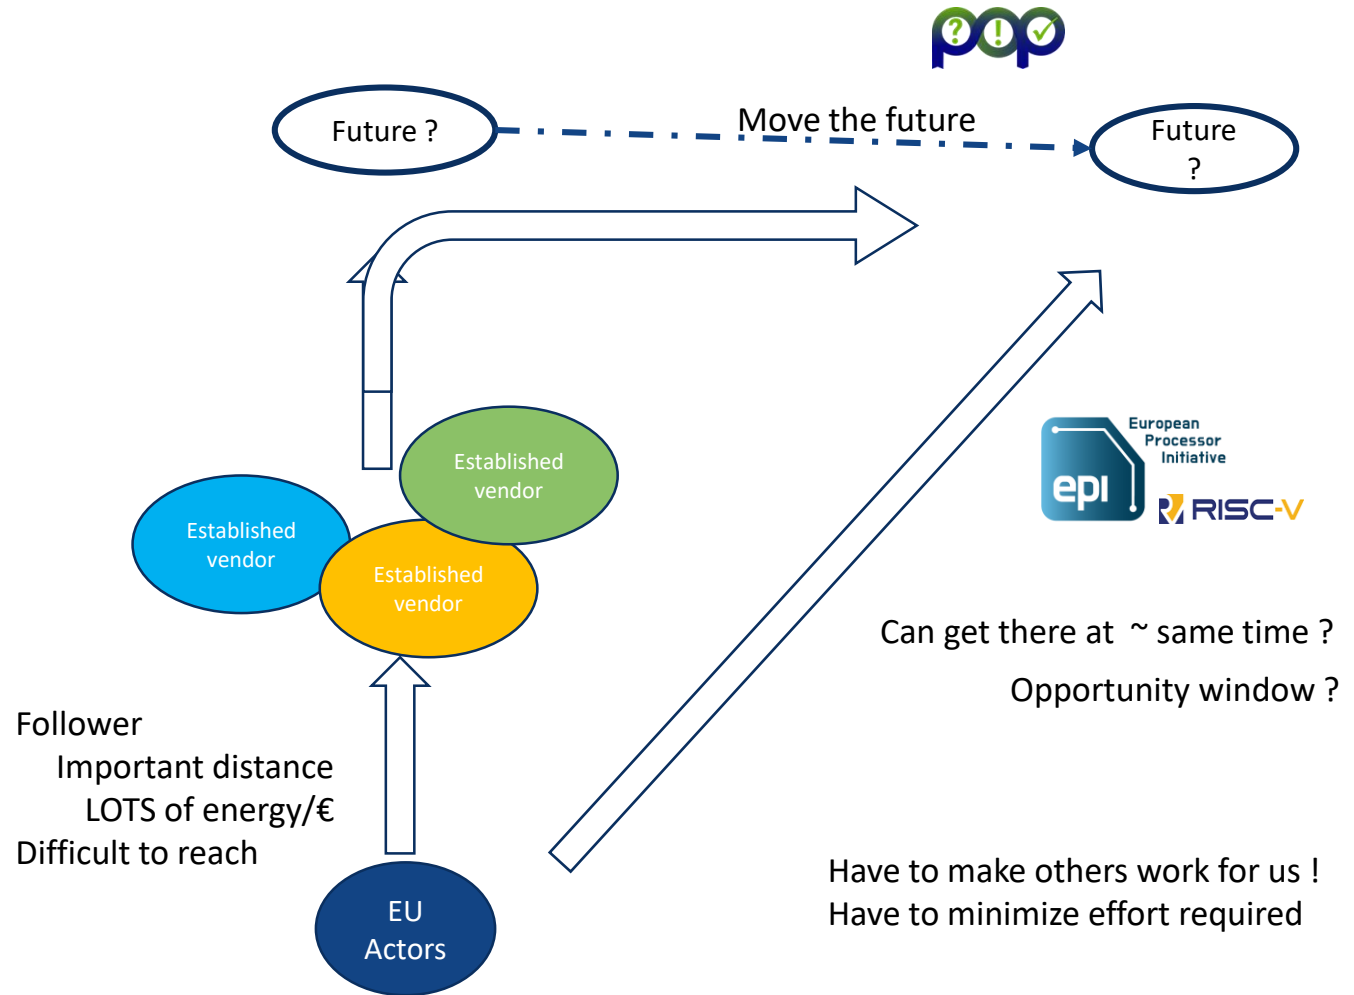 pop
Future ?
Move the future
Future
?
Established
vendor
Established
vendor
Established
vendor
European
Processor
Initiative
epi
RISC-V
Can get there at ~ same time ?
Opportunity window ?
Follower
Important distance
LOTS of energy/€
Difficult to reach
EU
Actors
Have to make others work for us !
Have to minimize effort required